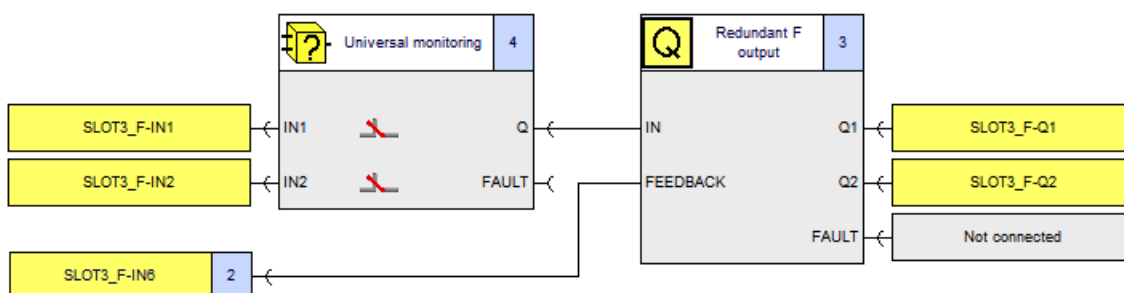 Universal monitoring 4
Redundant F
output 3
SLOT3_F-IN1 IN1 Q IN Q1 SLOT3_F-Q1
SLOT3_F-IN2 IN2 FAULT FEEDBACK Q2 SLOT3_F-Q2
FAULT Not connected
SLOT3_F-IN6 2
?
Q